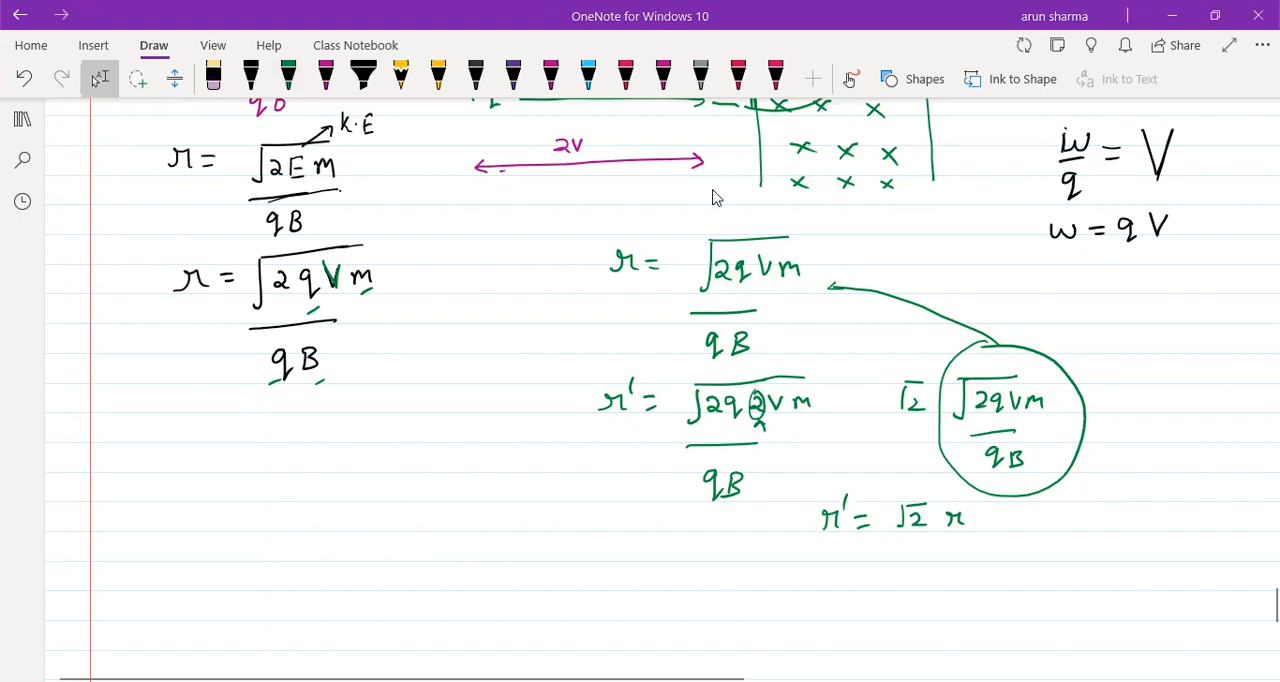 OneNote for Windows 10
arun sharma
Home Insert Draw View Help Class Notebook
Share
Shapes
Ink to Shape
Ink to Text
K.E
r = √2Em
qB
r = √2qVm
qB
2V
x x x
x x x
x x x
w/q = V
w = qV
r = √2qVm
qB
r' = √2q2Vm
qB
√2 √2qVm
qB
r' = √2 r